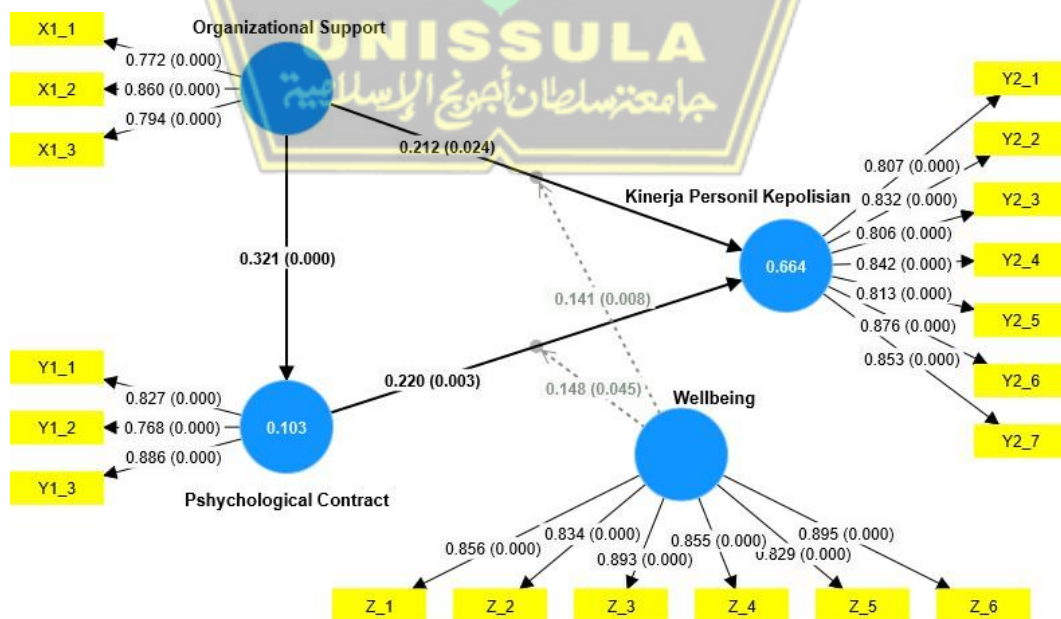 UNISSULA
جامعنسلطان أجونج الإسلامية
Organizational Support
X1_1
X1_2
X1_3
0.772 (0.000)
0.860 (0.000)
0.794 (0.000)
0.212 (0.024)
0.321 (0.000)
Kinerja Personil Kepolisian
0.664
Y2_1
Y2_2
Y2_3
Y2_4
Y2_5
Y2_6
Y2_7
0.807 (0.000)
0.832 (0.000)
0.806 (0.000)
0.842 (0.000)
0.813 (0.000)
0.876 (0.000)
0.853 (0.000)
0.141 (0.008)
0.220 (0.003)
0.148 (0.045)
Y1_1
Y1_2
Y1_3
0.827 (0.000)
0.768 (0.000)
0.886 (0.000)
0.103
Pshychological Contract
Wellbeing
0.856 (0.000)
0.834 (0.000)
0.893 (0.000)
0.855 (0.000)
0.829 (0.000)
0.895 (0.000)
Z_1
Z_2
Z_3
Z_4
Z_5
Z_6